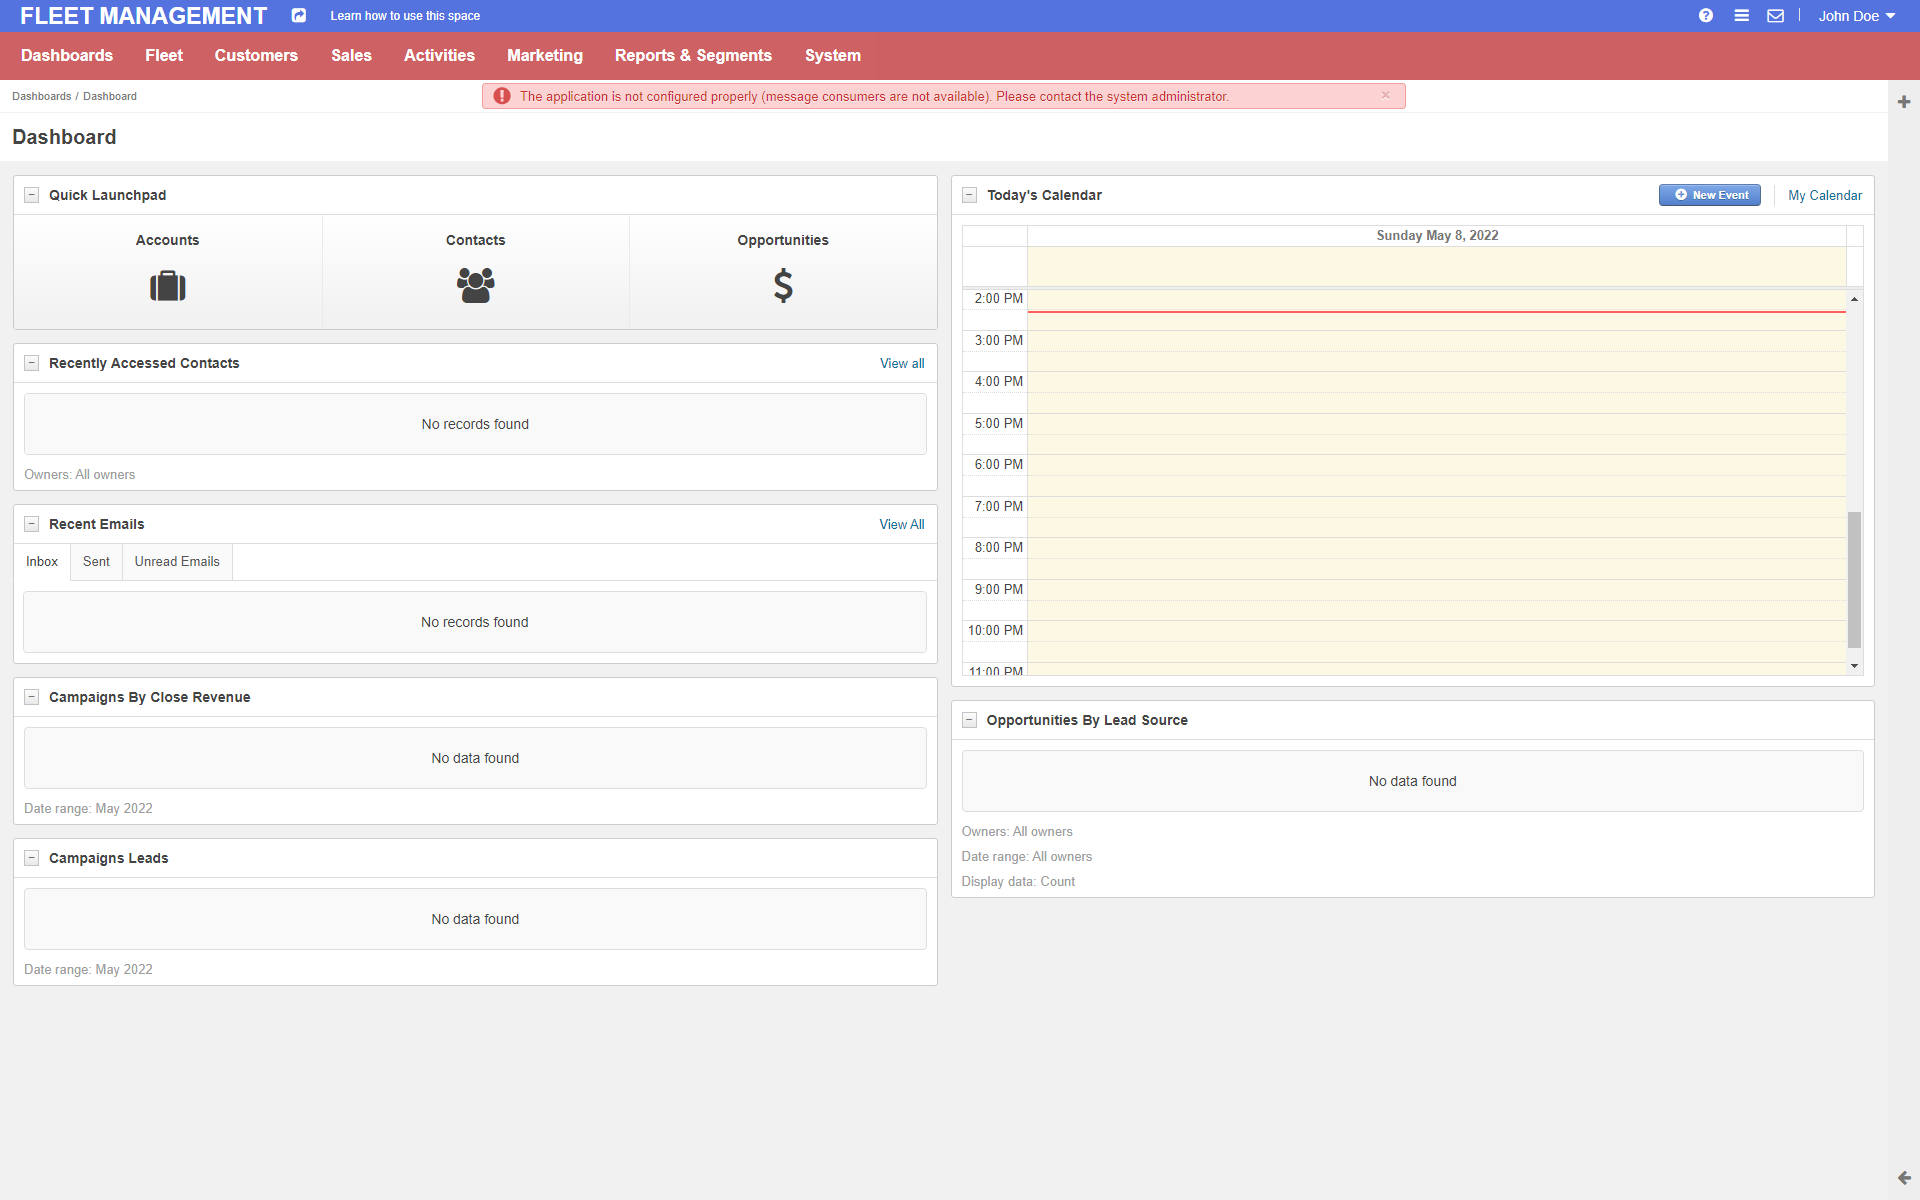 FLEET MANAGEMENT
Learn how to use this space
John Doe
Dashboards Fleet Customers Sales Activities Marketing Reports & Segments System
Dashboards / Dashboard
The application is not configured properly (message consumers are not available). Please contact the system administrator.
×
Dashboard
Quick Launchpad
Accounts
Contacts
Opportunities
Recently Accessed Contacts
View all
No records found
Owners: All owners
Recent Emails
View All
Inbox
Sent
Unread Emails
No records found
Campaigns By Close Revenue
No data found
Date range: May 2022
Campaigns Leads
No data found
Date range: May 2022
Today's Calendar
New Event
My Calendar
Sunday May 8, 2022
2:00 PM
3:00 PM
4:00 PM
5:00 PM
6:00 PM
7:00 PM
8:00 PM
9:00 PM
10:00 PM
11:00 PM
Opportunities By Lead Source
No data found
Owners: All owners
Date range: All owners
Display data: Count